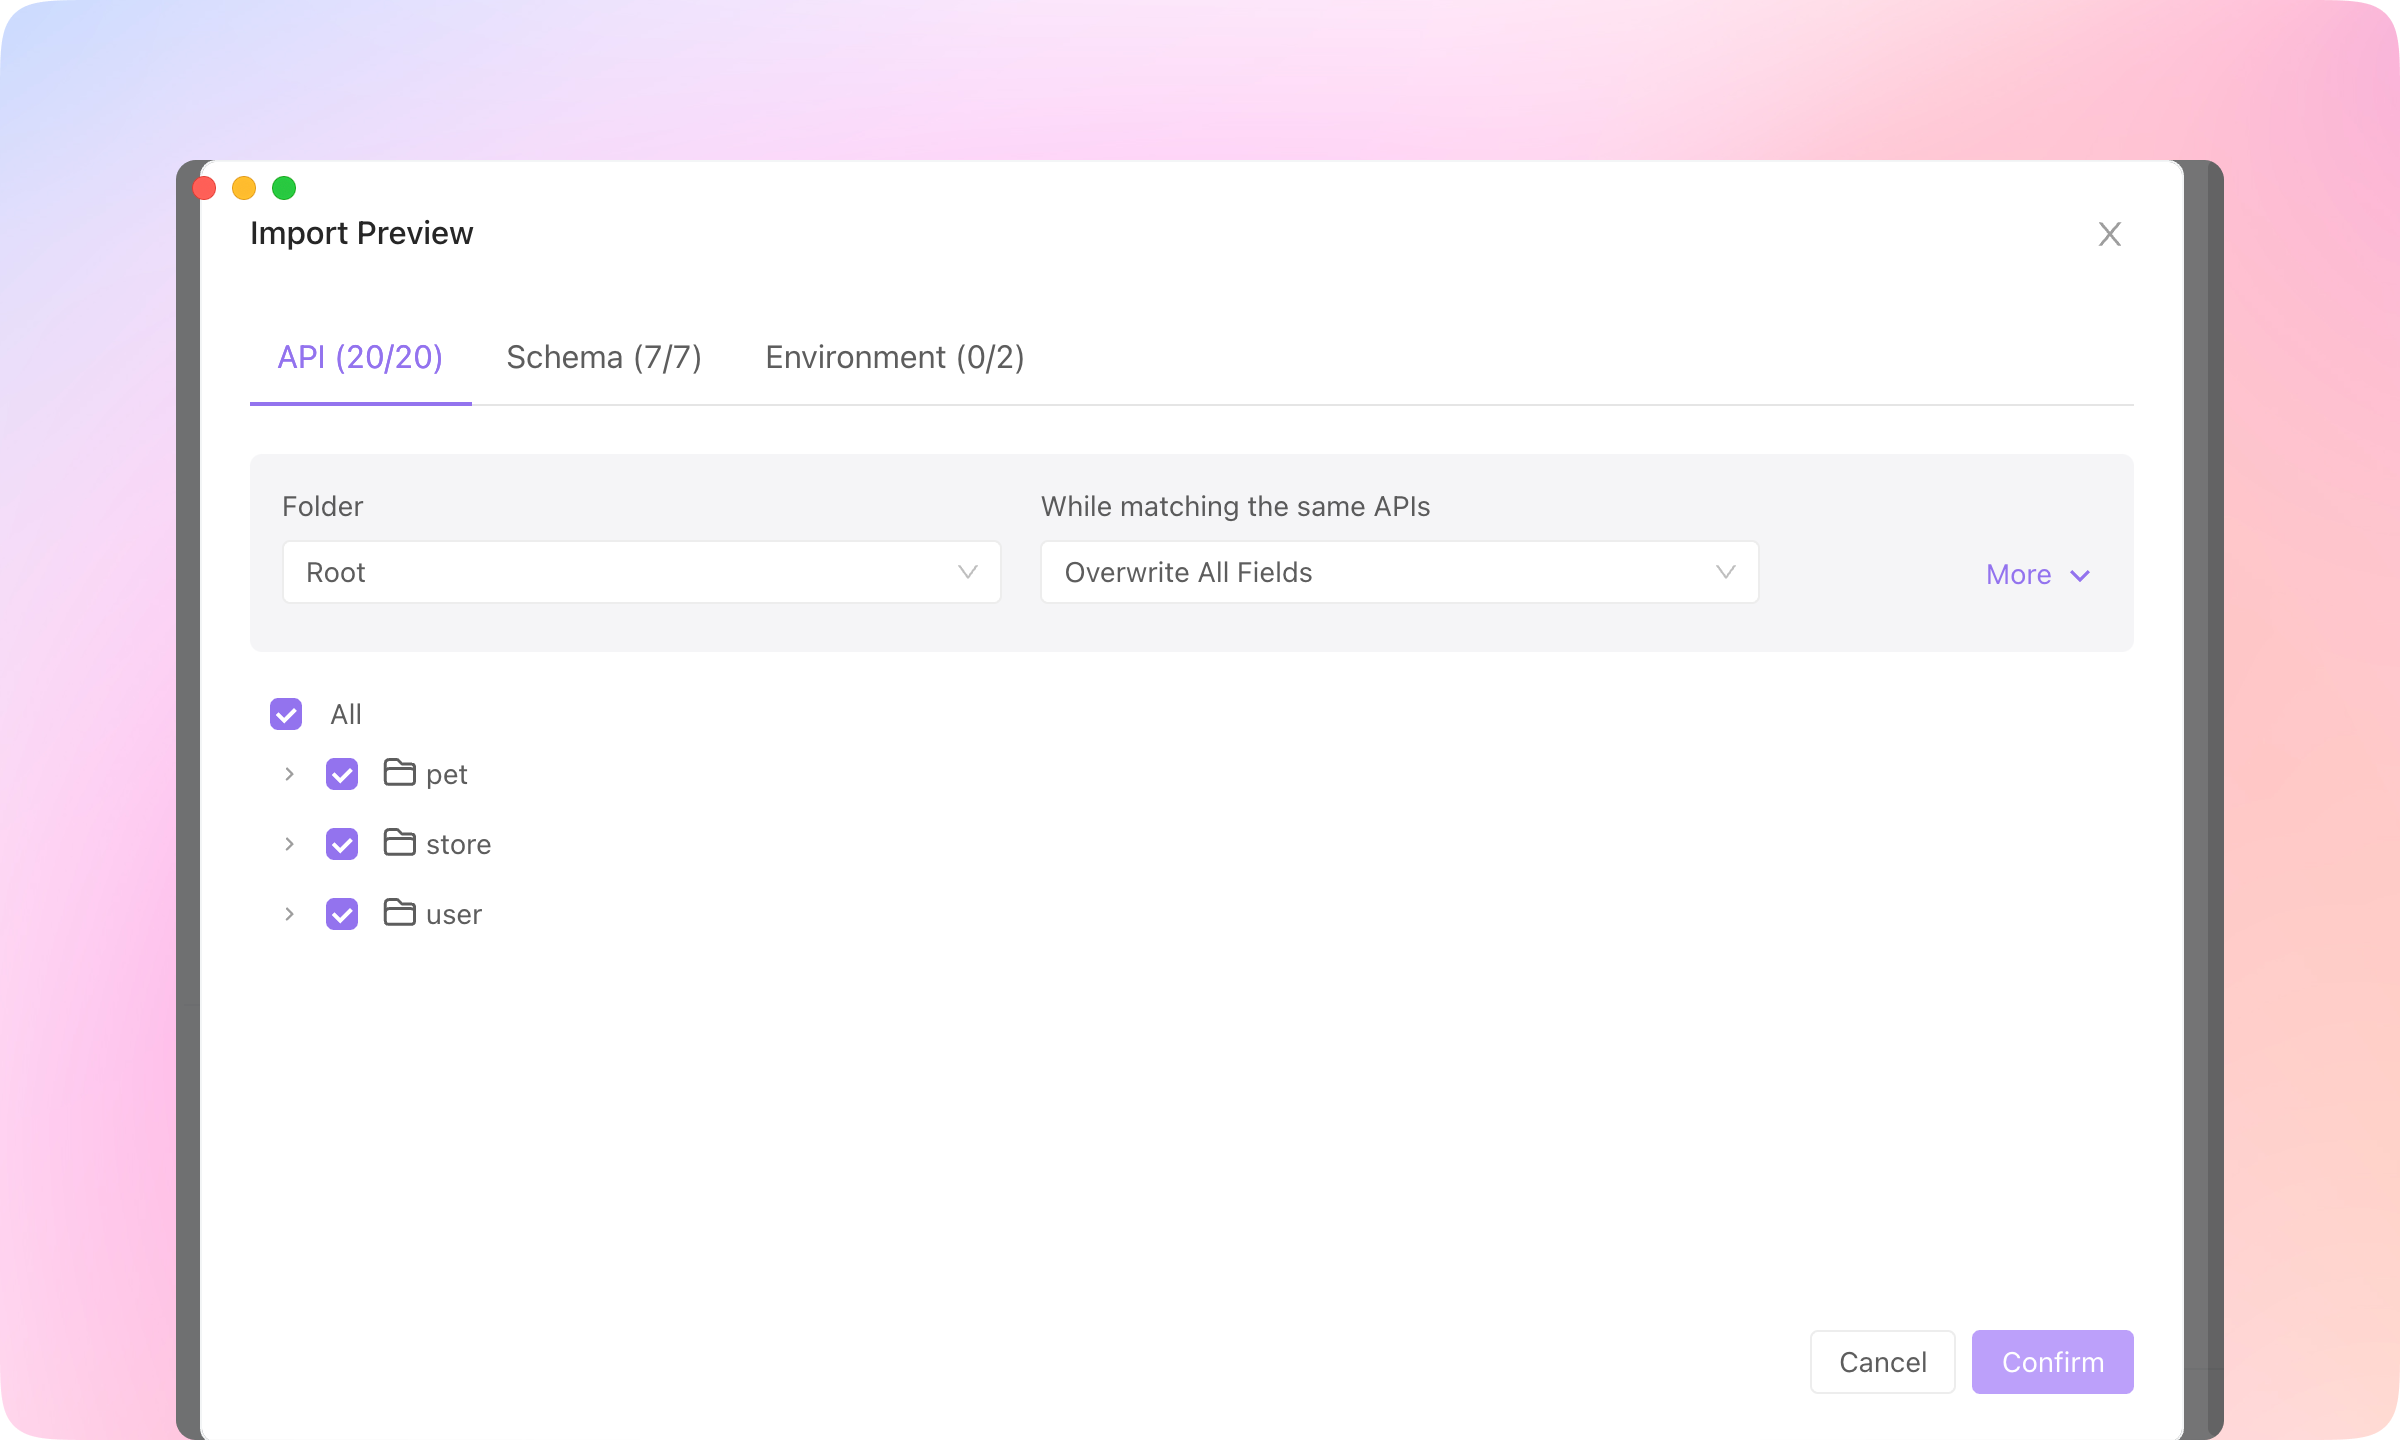 Import Preview
API (20/20) Schema (7/7) Environment (0/2)
Folder While matching the same APIs
Root Overwrite All Fields More
All
pet
store
user
Cancel Confirm